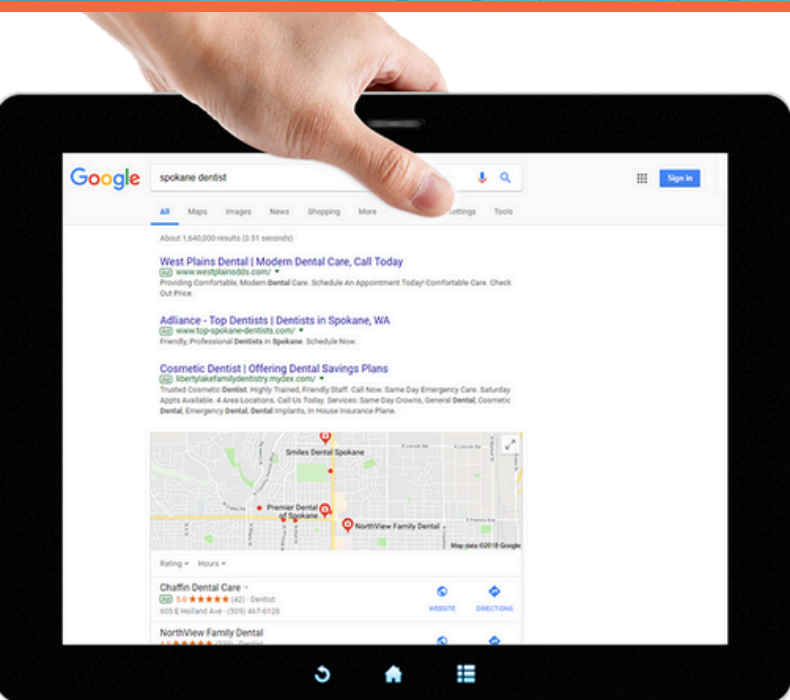 Google
spokane dentist
Sign in
All Maps Images News Shopping More Settings Tools
About 1,640,000 results (0.51 seconds)
West Plains Dental | Modern Dental Care, Call Today
Ad www.westplainsdds.com/
Providing Comfortable, Modern Dental Care. Schedule An Appointment Today! Comfortable Care. Check
Out Price.
Adliance - Top Dentists | Dentists in Spokane, WA
Ad www.top-spokane-dentists.com/
Friendly, Professional Dentists in Spokane. Schedule Now.
Cosmetic Dentist | Offering Dental Savings Plans
Ad libertylakefamilydentistry.mydex.com/
Trusted Cosmetic Dentist. Highly Trained, Friendly Staff. Call Now. Same Day Emergency Care. Saturday
Appts Available. 4 Area Locations. Call Us Today. Services: Same Day Crowns, General Dental, Cosmetic
Dental, Emergency Dental, Dental Implants, In House Insurance Plane.
Smiles Dental Spokane
Premier Dental
of Spokane
NorthView Family Dental
Map data ©2018 Google
Rating Hours
Chaffin Dental Care
Ad 5.0 (42) · Dentist
605 E Holland Ave · (509) 467-6128
WEBSITE DIRECTIONS
NorthView Family Dental
Dentist